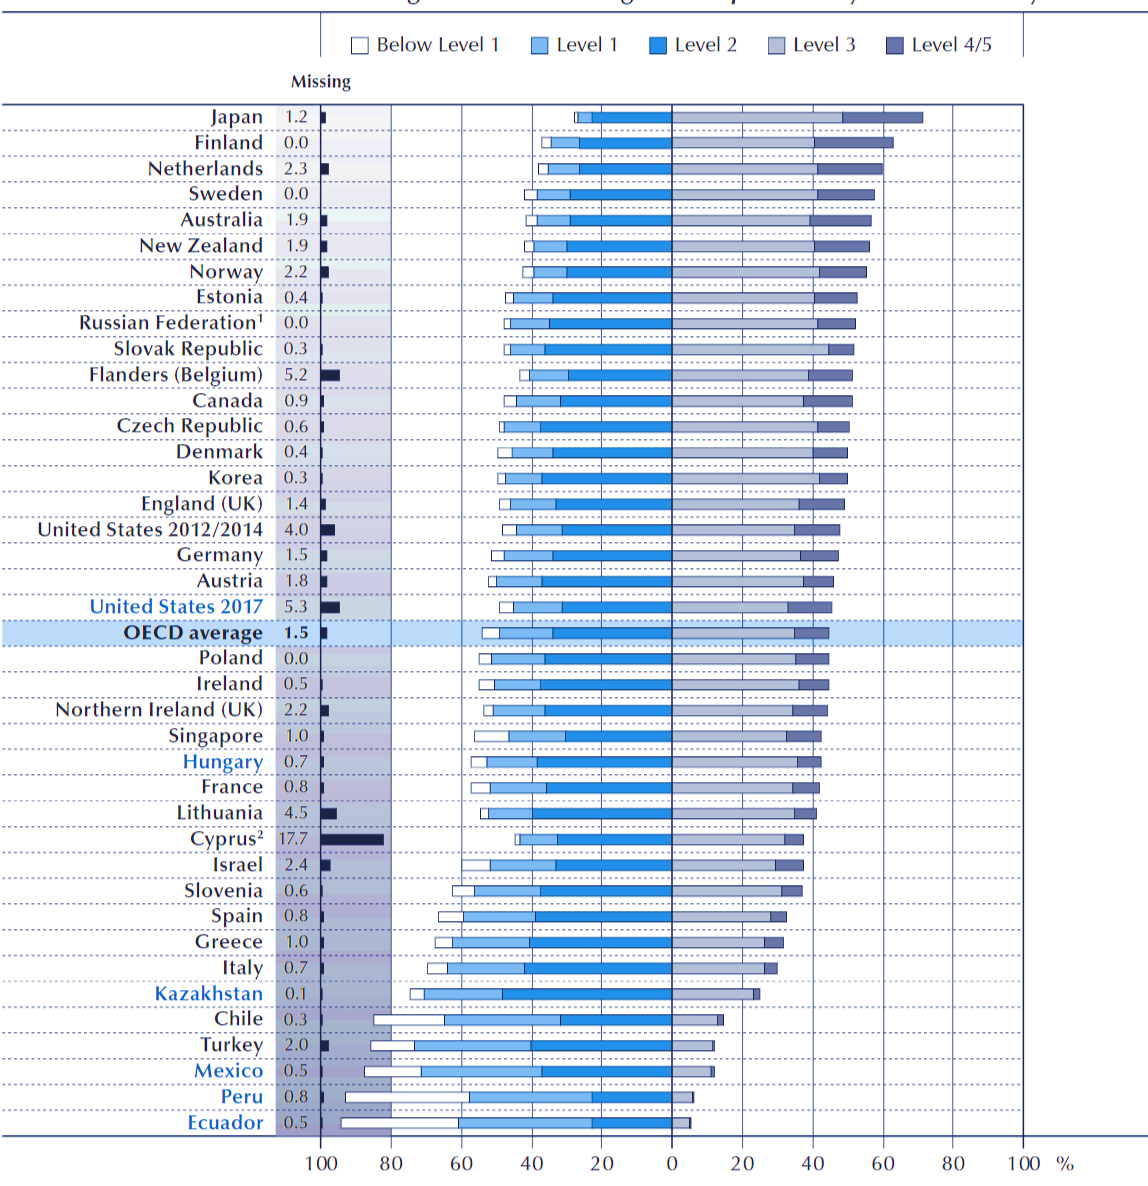 Below Level 1 Level 1 Level 2 Level 3 Level 4/5
Missing
Japan 1.2
Finland 0.0
Netherlands 2.3
Sweden 0.0
Australia 1.9
New Zealand 1.9
Norway 2.2
Estonia 0.4
Russian Federation¹ 0.0
Slovak Republic 0.3
Flanders (Belgium) 5.2
Canada 0.9
Czech Republic 0.6
Denmark 0.4
Korea 0.3
England (UK) 1.4
United States 2012/2014 4.0
Germany 1.5
Austria 1.8
United States 2017 5.3
OECD average 1.5
Poland 0.0
Ireland 0.5
Northern Ireland (UK) 2.2
Singapore 1.0
Hungary 0.7
France 0.8
Lithuania 4.5
Cyprus² 17.7
Israel 2.4
Slovenia 0.6
Spain 0.8
Greece 1.0
Italy 0.7
Kazakhstan 0.1
Chile 0.3
Turkey 2.0
Mexico 0.5
Peru 0.8
Ecuador 0.5
100 80 60 40 20 0 20 40 60 80 100 %